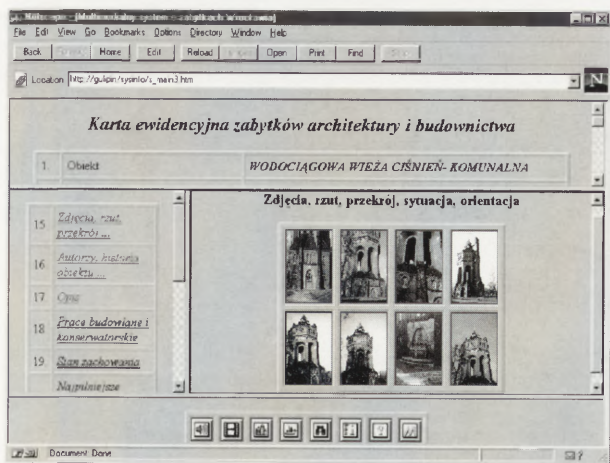 Netscape - [Multimedialny system o zabytkach Wrocławia]
File Edit View Go Bookmarks Options Directory Window Help
Back Home Edit Reload Open Print Find Stop
Location: http://gulipin/sysinfo/s_main3.htm
N
Karta ewidencyjna zabytków architektury i budownictwa
1. Obiekt WODOCIĄGOWA WIEŻA CIŚNIEŃ- KOMUNALNA
Zdjęcia, rzut, przekrój, sytuacja, orientacja
15 Zdjęcia, rzut,
przekrój ...
16 Autorzy, historia
obiektu ...
17 Opis
18 Prace budowlane i
konserwatorskie
19 Stan zachowania
Najpilniejsze
Document: Done